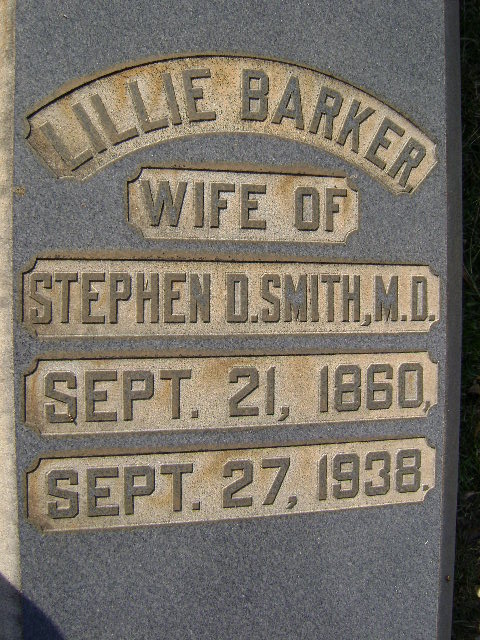 LILLIE BARKER,
WIFE OF
STEPHEN D. SMITH, M.D.
SEPT. 21, 1860,
SEPT. 27, 1938.